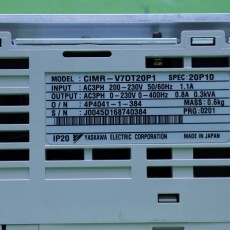 MODEL : CIMR-V7DT20P1 SPEC: 20P10
INPUT : AC3PH 200-230V 50/60Hz 1.1A
OUTPUT : AC3PH 0-230V 0-400Hz 0.8A 0.3kVA
O / N : 4P4041-1-384 MASS: 0.6kg
S / N : J0045D168740384 PRG: 0201
IP20 YASKAWA ELECTRIC CORPORATION MADE IN JAPAN